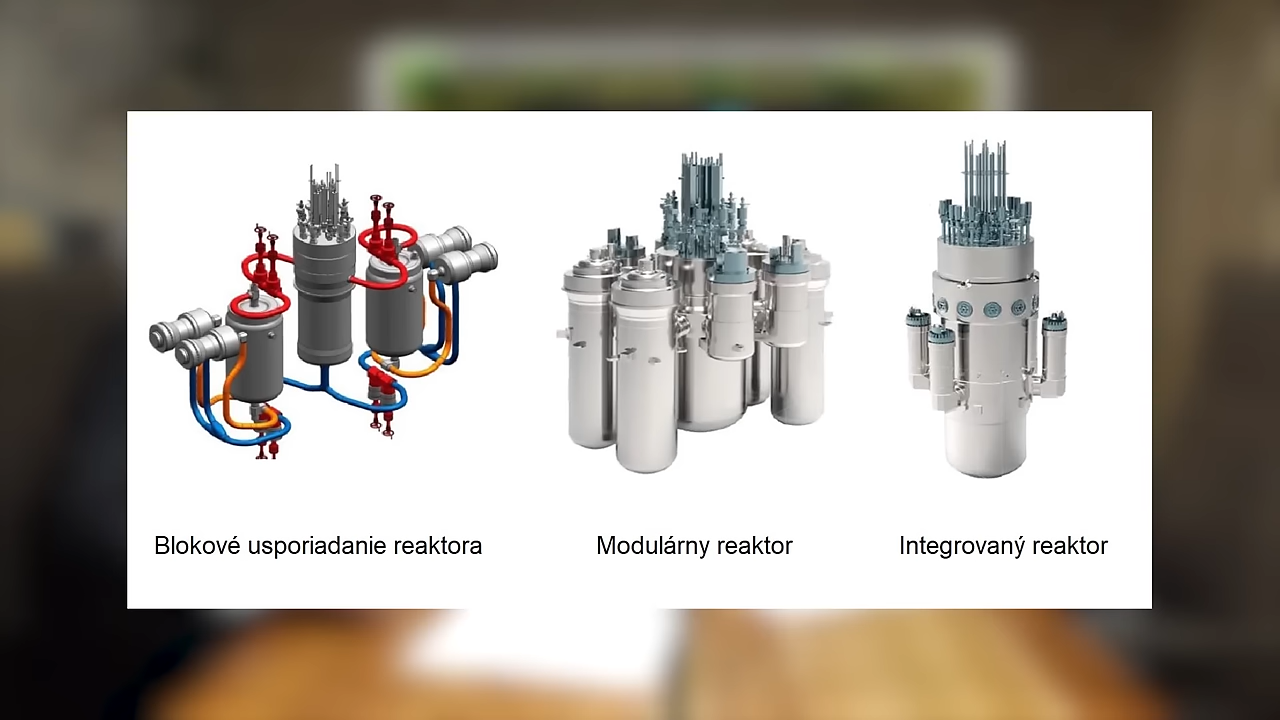 Blokové usporiadanie reaktora
Modulárny reaktor
Integrovaný reaktor